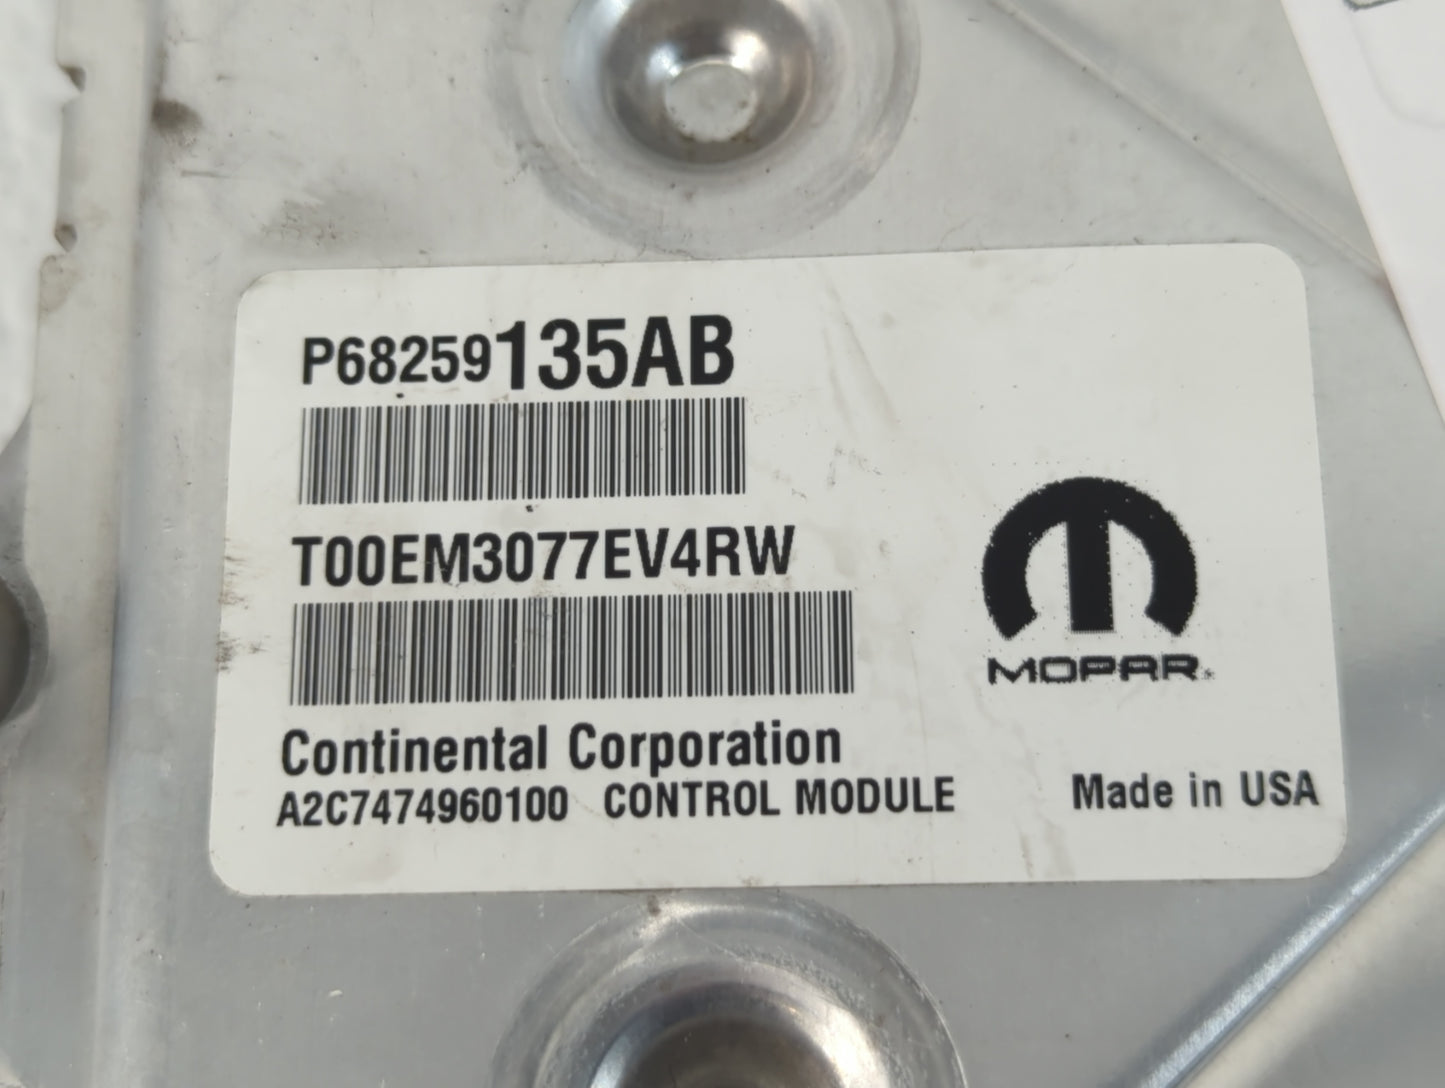 P68259135AB
T00EM3077EV4RW
MOPAR
Continental Corporation
A2C7474960100 CONTROL MODULE
Made in USA